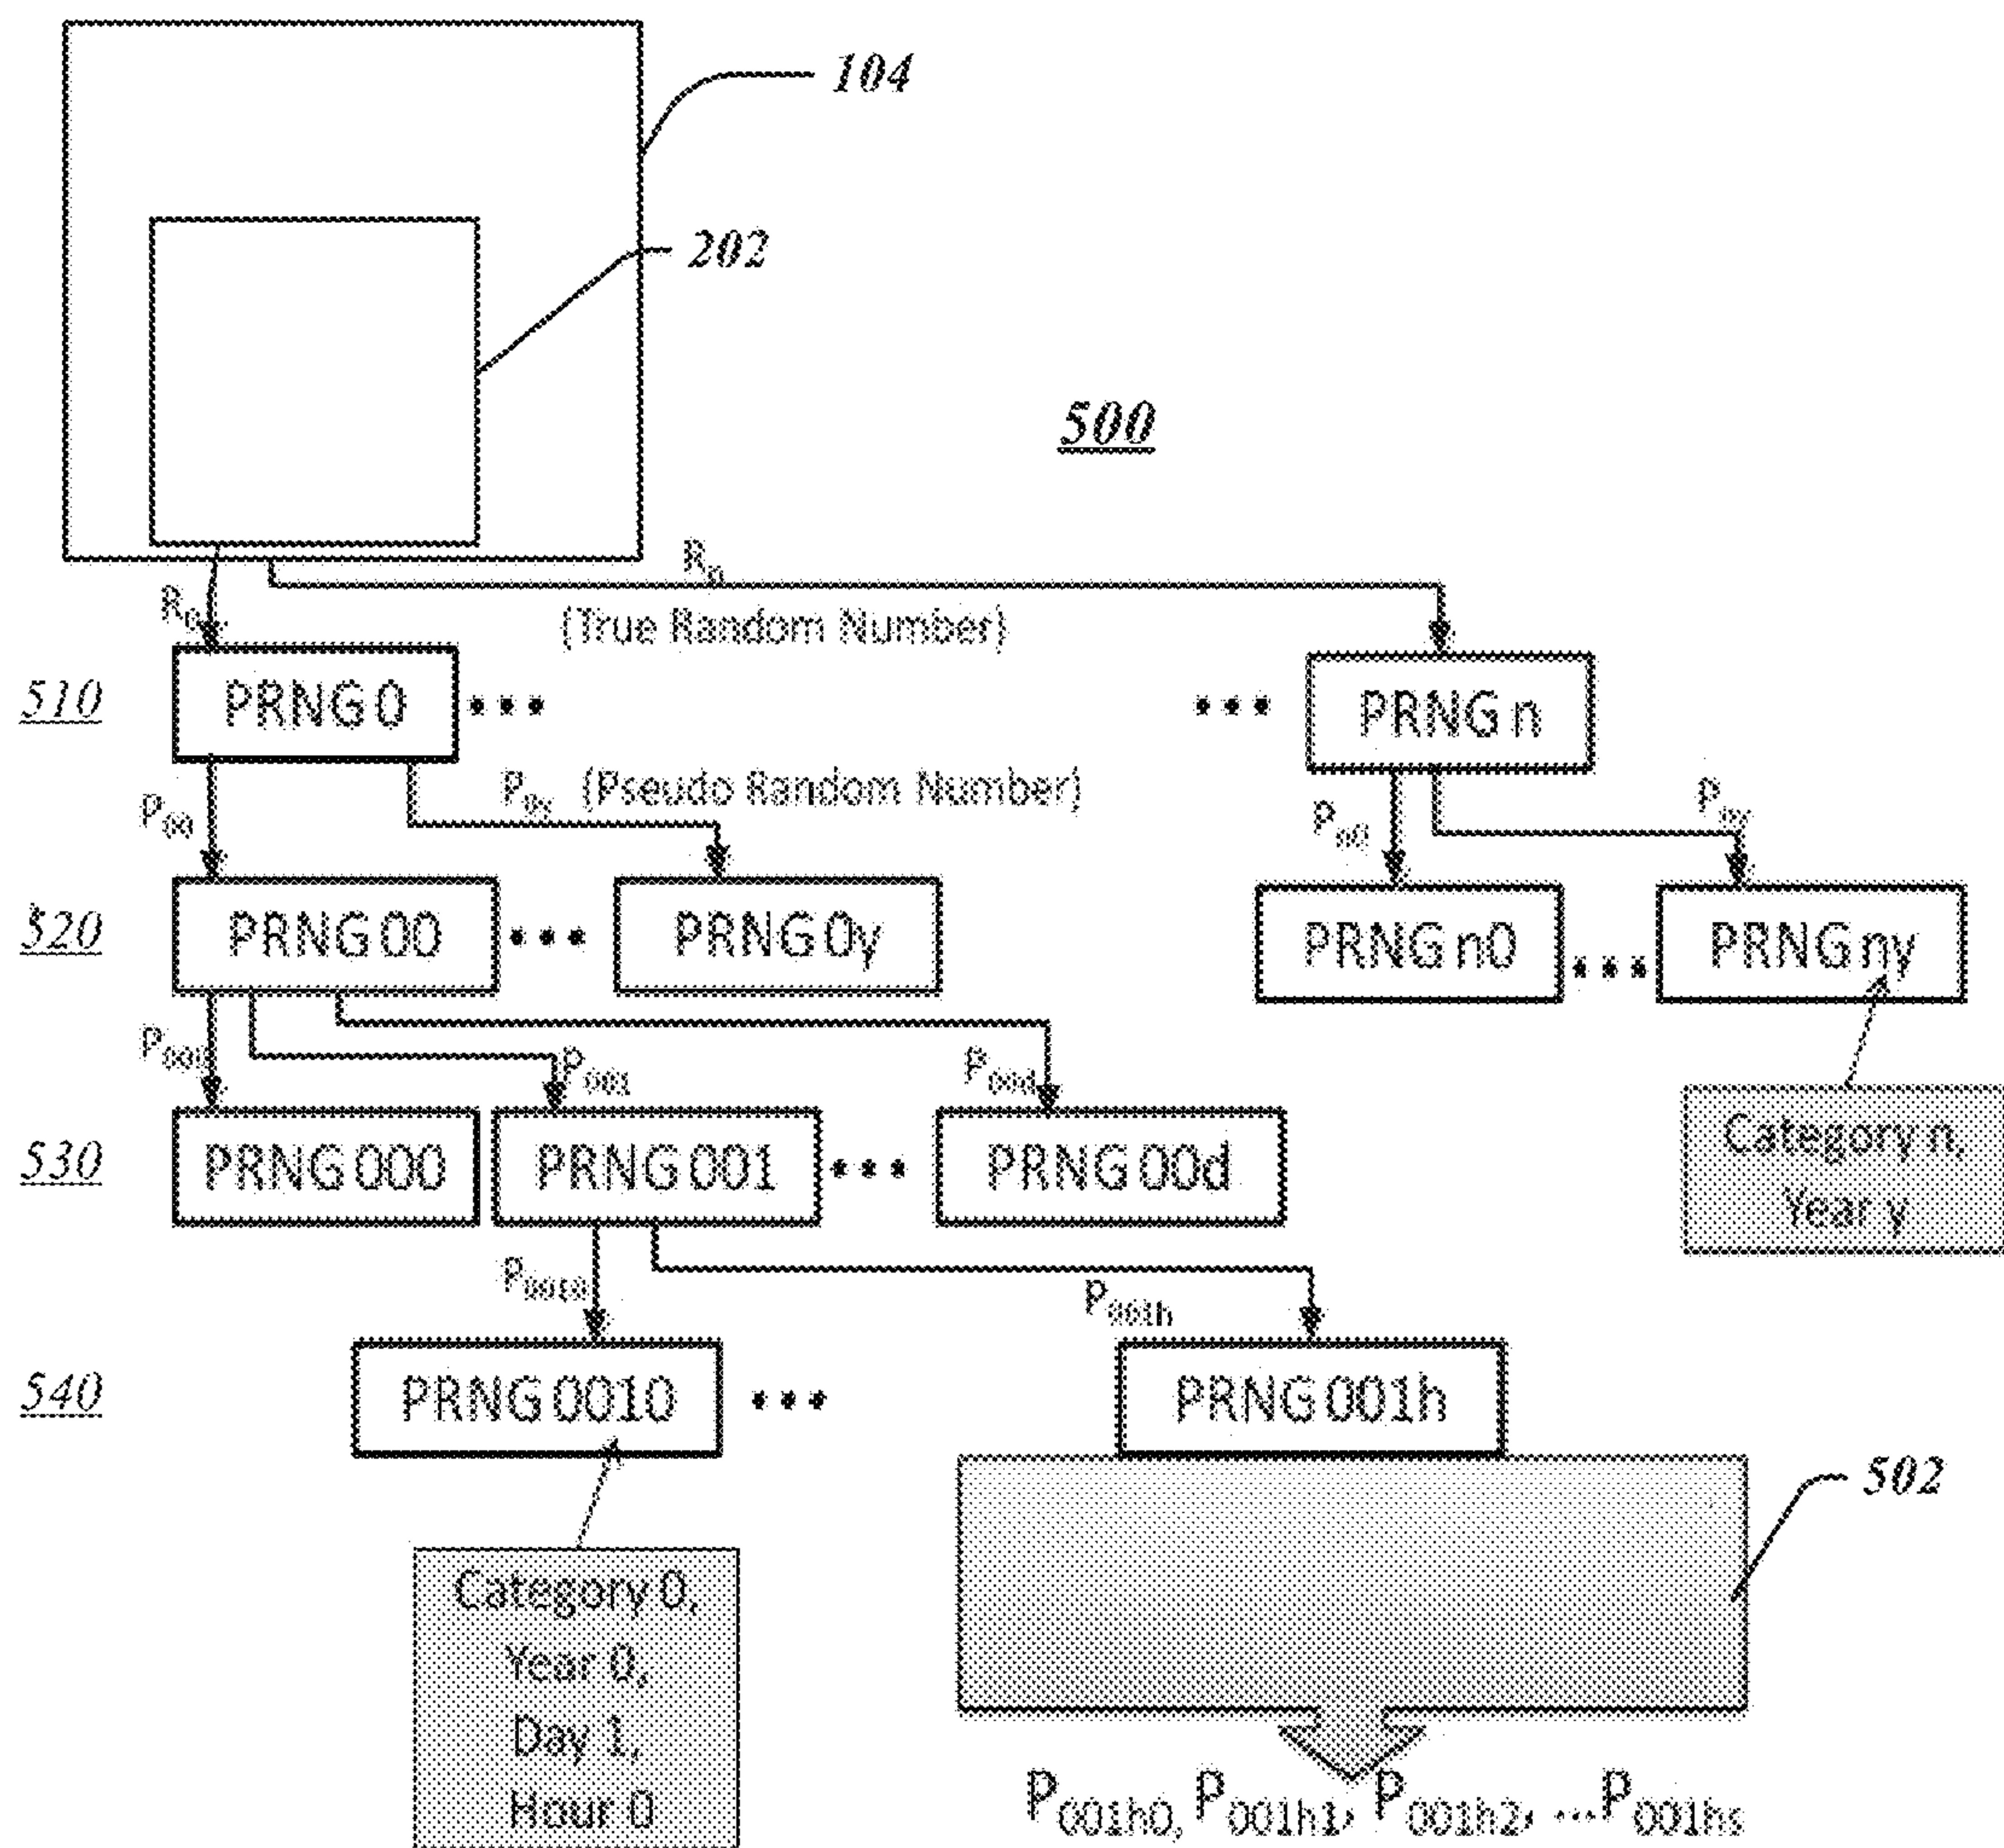 104
202
500
Rₙ
R₀
(True Random Number)
510
PRNG 0
•••
•••
PRNG n
P₀₀
P₀ᵧ (Pseudo Random Number)
Pₙ₀
Pₙᵧ
520
PRNG 00
•••
PRNG 0y
PRNG n0
•••
PRNG ny
P₀₀₀
P₀₀₁
P₀₀d
530
PRNG 000
PRNG 001
•••
PRNG 00d
Category n,
Year y
P₀₀₁₀
P₀₀₁h
540
PRNG 0010
•••
PRNG 001h
502
Category 0,
Year 0,
Day 1,
Hour 0
P₀₀₁h₀, P₀₀₁h₁, P₀₀₁h₂, ...P₀₀₁hs